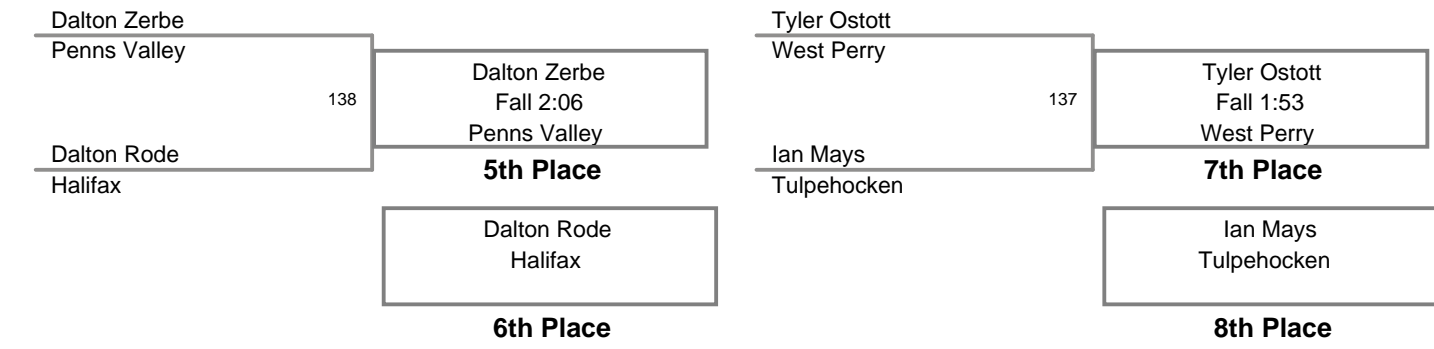 Dalton Zerbe
Penns Valley
138
Dalton Rode
Halifax
Dalton Zerbe
Fall 2:06
Penns Valley
5th Place
Dalton Rode
Halifax
6th Place
Tyler Ostott
West Perry
137
Ian Mays
Tulpehocken
Tyler Ostott
Fall 1:53
West Perry
7th Place
Ian Mays
Tulpehocken
8th Place